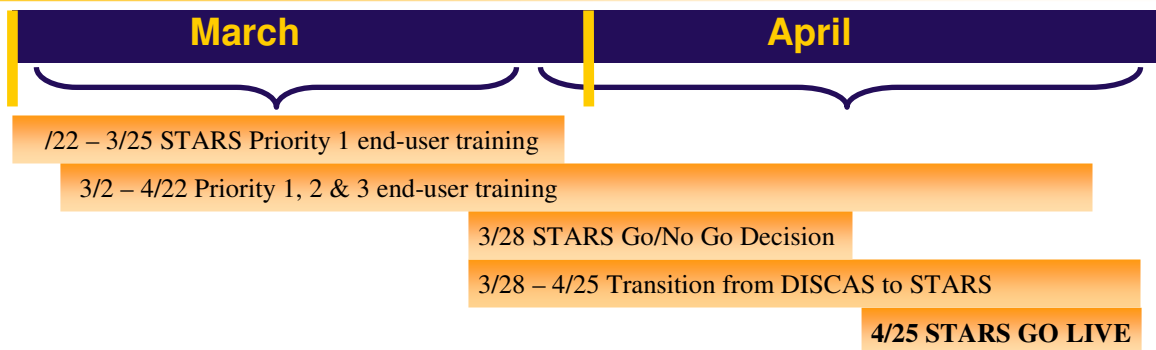 March
April
/22 – 3/25 STARS Priority 1 end-user training
3/2 – 4/22 Priority 1, 2 & 3 end-user training
3/28 STARS Go/No Go Decision
3/28 – 4/25 Transition from DISCAS to STARS
4/25 STARS GO LIVE